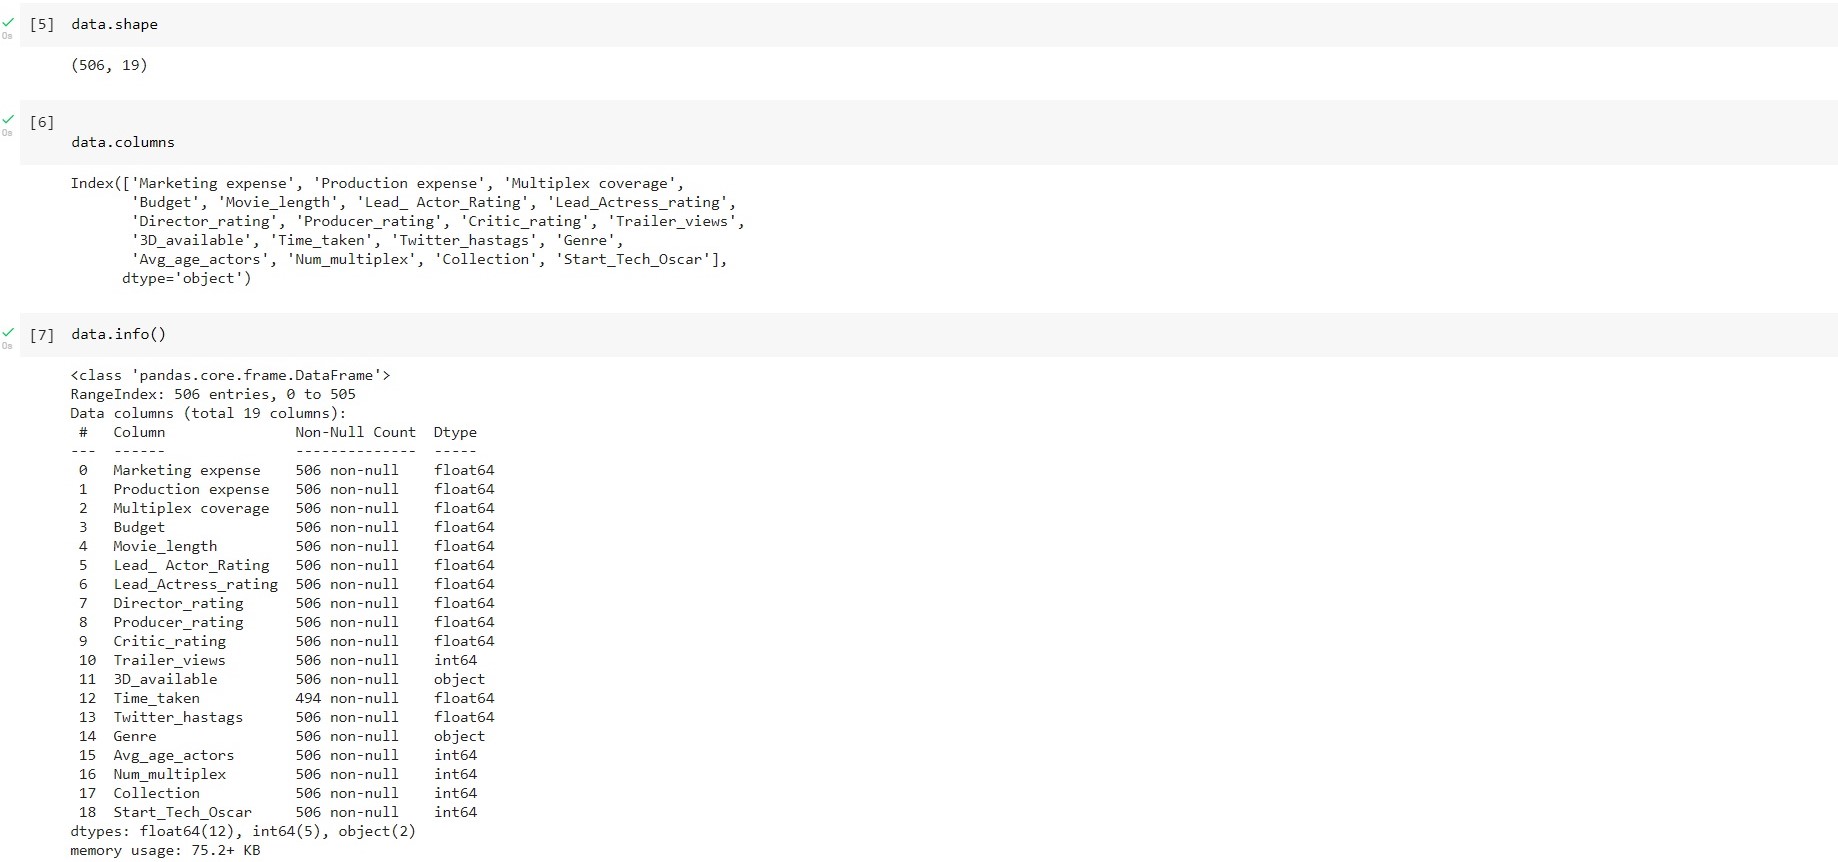 [5] data.shape
0s
(506, 19)
[6]
0s
data.columns
Index(['Marketing expense', 'Production expense', 'Multiplex coverage',
       'Budget', 'Movie_length', 'Lead_ Actor_Rating', 'Lead_Actress_rating',
       'Director_rating', 'Producer_rating', 'Critic_rating', 'Trailer_views',
       '3D_available', 'Time_taken', 'Twitter_hastags', 'Genre',
       'Avg_age_actors', 'Num_multiplex', 'Collection', 'Start_Tech_Oscar'],
      dtype='object')
[7] data.info()
0s
<class 'pandas.core.frame.DataFrame'>
RangeIndex: 506 entries, 0 to 505
Data columns (total 19 columns):
 #   Column               Non-Null Count  Dtype
---  ------               --------------  -----
 0   Marketing expense    506 non-null    float64
 1   Production expense   506 non-null    float64
 2   Multiplex coverage   506 non-null    float64
 3   Budget               506 non-null    float64
 4   Movie_length         506 non-null    float64
 5   Lead_ Actor_Rating   506 non-null    float64
 6   Lead_Actress_rating  506 non-null    float64
 7   Director_rating      506 non-null    float64
 8   Producer_rating      506 non-null    float64
 9   Critic_rating        506 non-null    float64
 10  Trailer_views        506 non-null    int64
 11  3D_available         506 non-null    object
 12  Time_taken           494 non-null    float64
 13  Twitter_hastags      506 non-null    float64
 14  Genre                506 non-null    object
 15  Avg_age_actors       506 non-null    int64
 16  Num_multiplex        506 non-null    int64
 17  Collection           506 non-null    int64
 18  Start_Tech_Oscar     506 non-null    int64
dtypes: float64(12), int64(5), object(2)
memory usage: 75.2+ KB